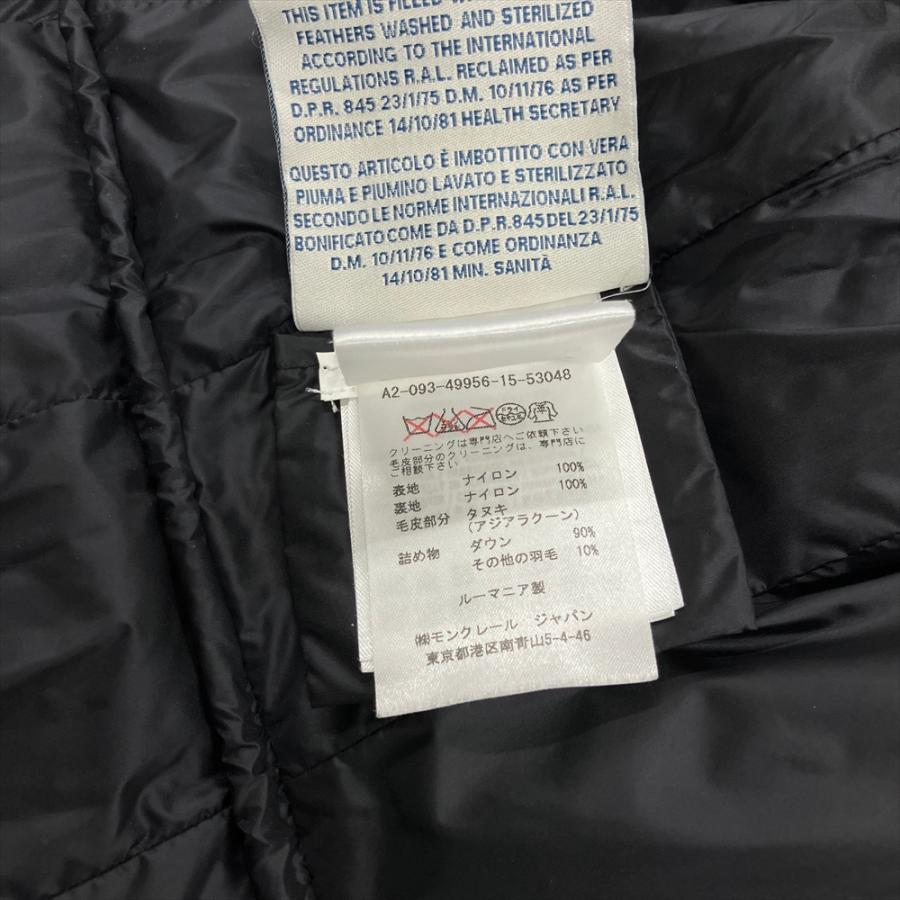 THIS ITEM IS FILLED
FEATHERS WASHED AND STERILIZED
ACCORDING TO THE INTERNATIONAL
REGULATIONS R.A.L. RECLAIMED AS PER
D.P.R. 845 23/1/75 D.M. 10/11/76 AS PER
ORDINANCE 14/10/81 HEALTH SECRETARY
QUESTO ARTICOLO È IMBOTTITO CON VERA
PIUMA E PIUMINO LAVATO E STERILIZZATO
SECONDO LE NORME INTERNAZIONALI R.A.L.
BONIFICATO COME DA D.P.R. 845 DEL 23/1/75
D.M. 10/11/76 E COME ORDINANZA
14/10/81 MIN. SANITÀ
A2-093-49956-15-53048
クリーニングは専門店へご依頼下さい
毛皮部分のクリーニングは、専門店に
ご相談下さい
表地 ナイロン 100%
裏地 ナイロン 100%
毛皮部分 タヌキ
(アジアラクーン)
詰め物 ダウン 90%
その他の羽毛 10%
ルーマニア製
㈱モンクレール ジャパン
東京都港区南青山5-4-46